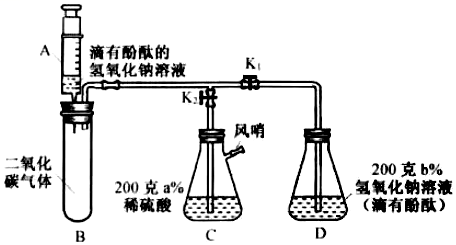 A
滴有酚酞的
氢氧化钠溶液
K₁
K₂
风哨
二氧化
碳气体
200克a%
稀硫酸
200克b%
氢氧化钠溶液
(滴有酚酞)
B
C
D